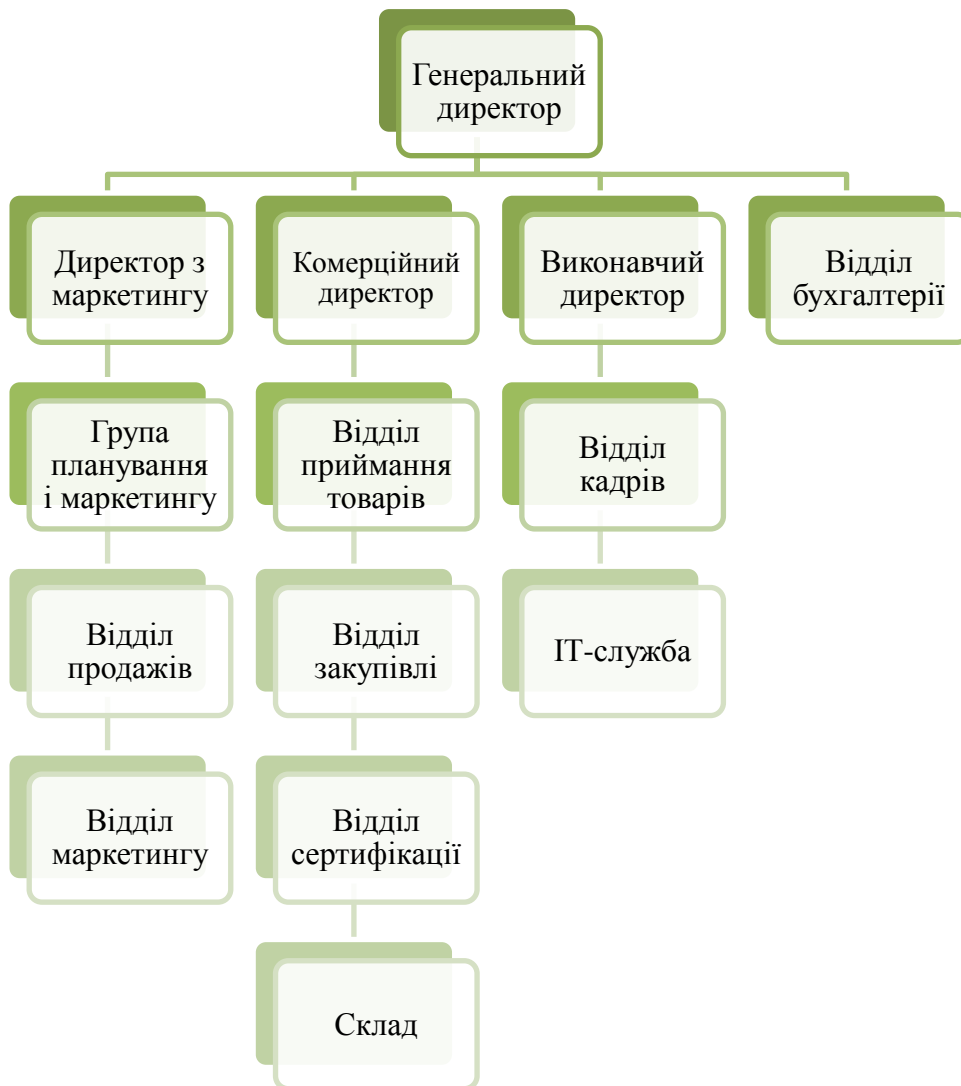 Генеральний
директор
Директор з
маркетингу
Комерційний
директор
Виконавчий
директор
Відділ
бухгалтерії
Група
планування
і маркетингу
Відділ
приймання
товарів
Відділ
кадрів
Відділ
продажів
Відділ
закупівлі
ІТ-служба
Відділ
маркетингу
Відділ
сертифікації
Склад